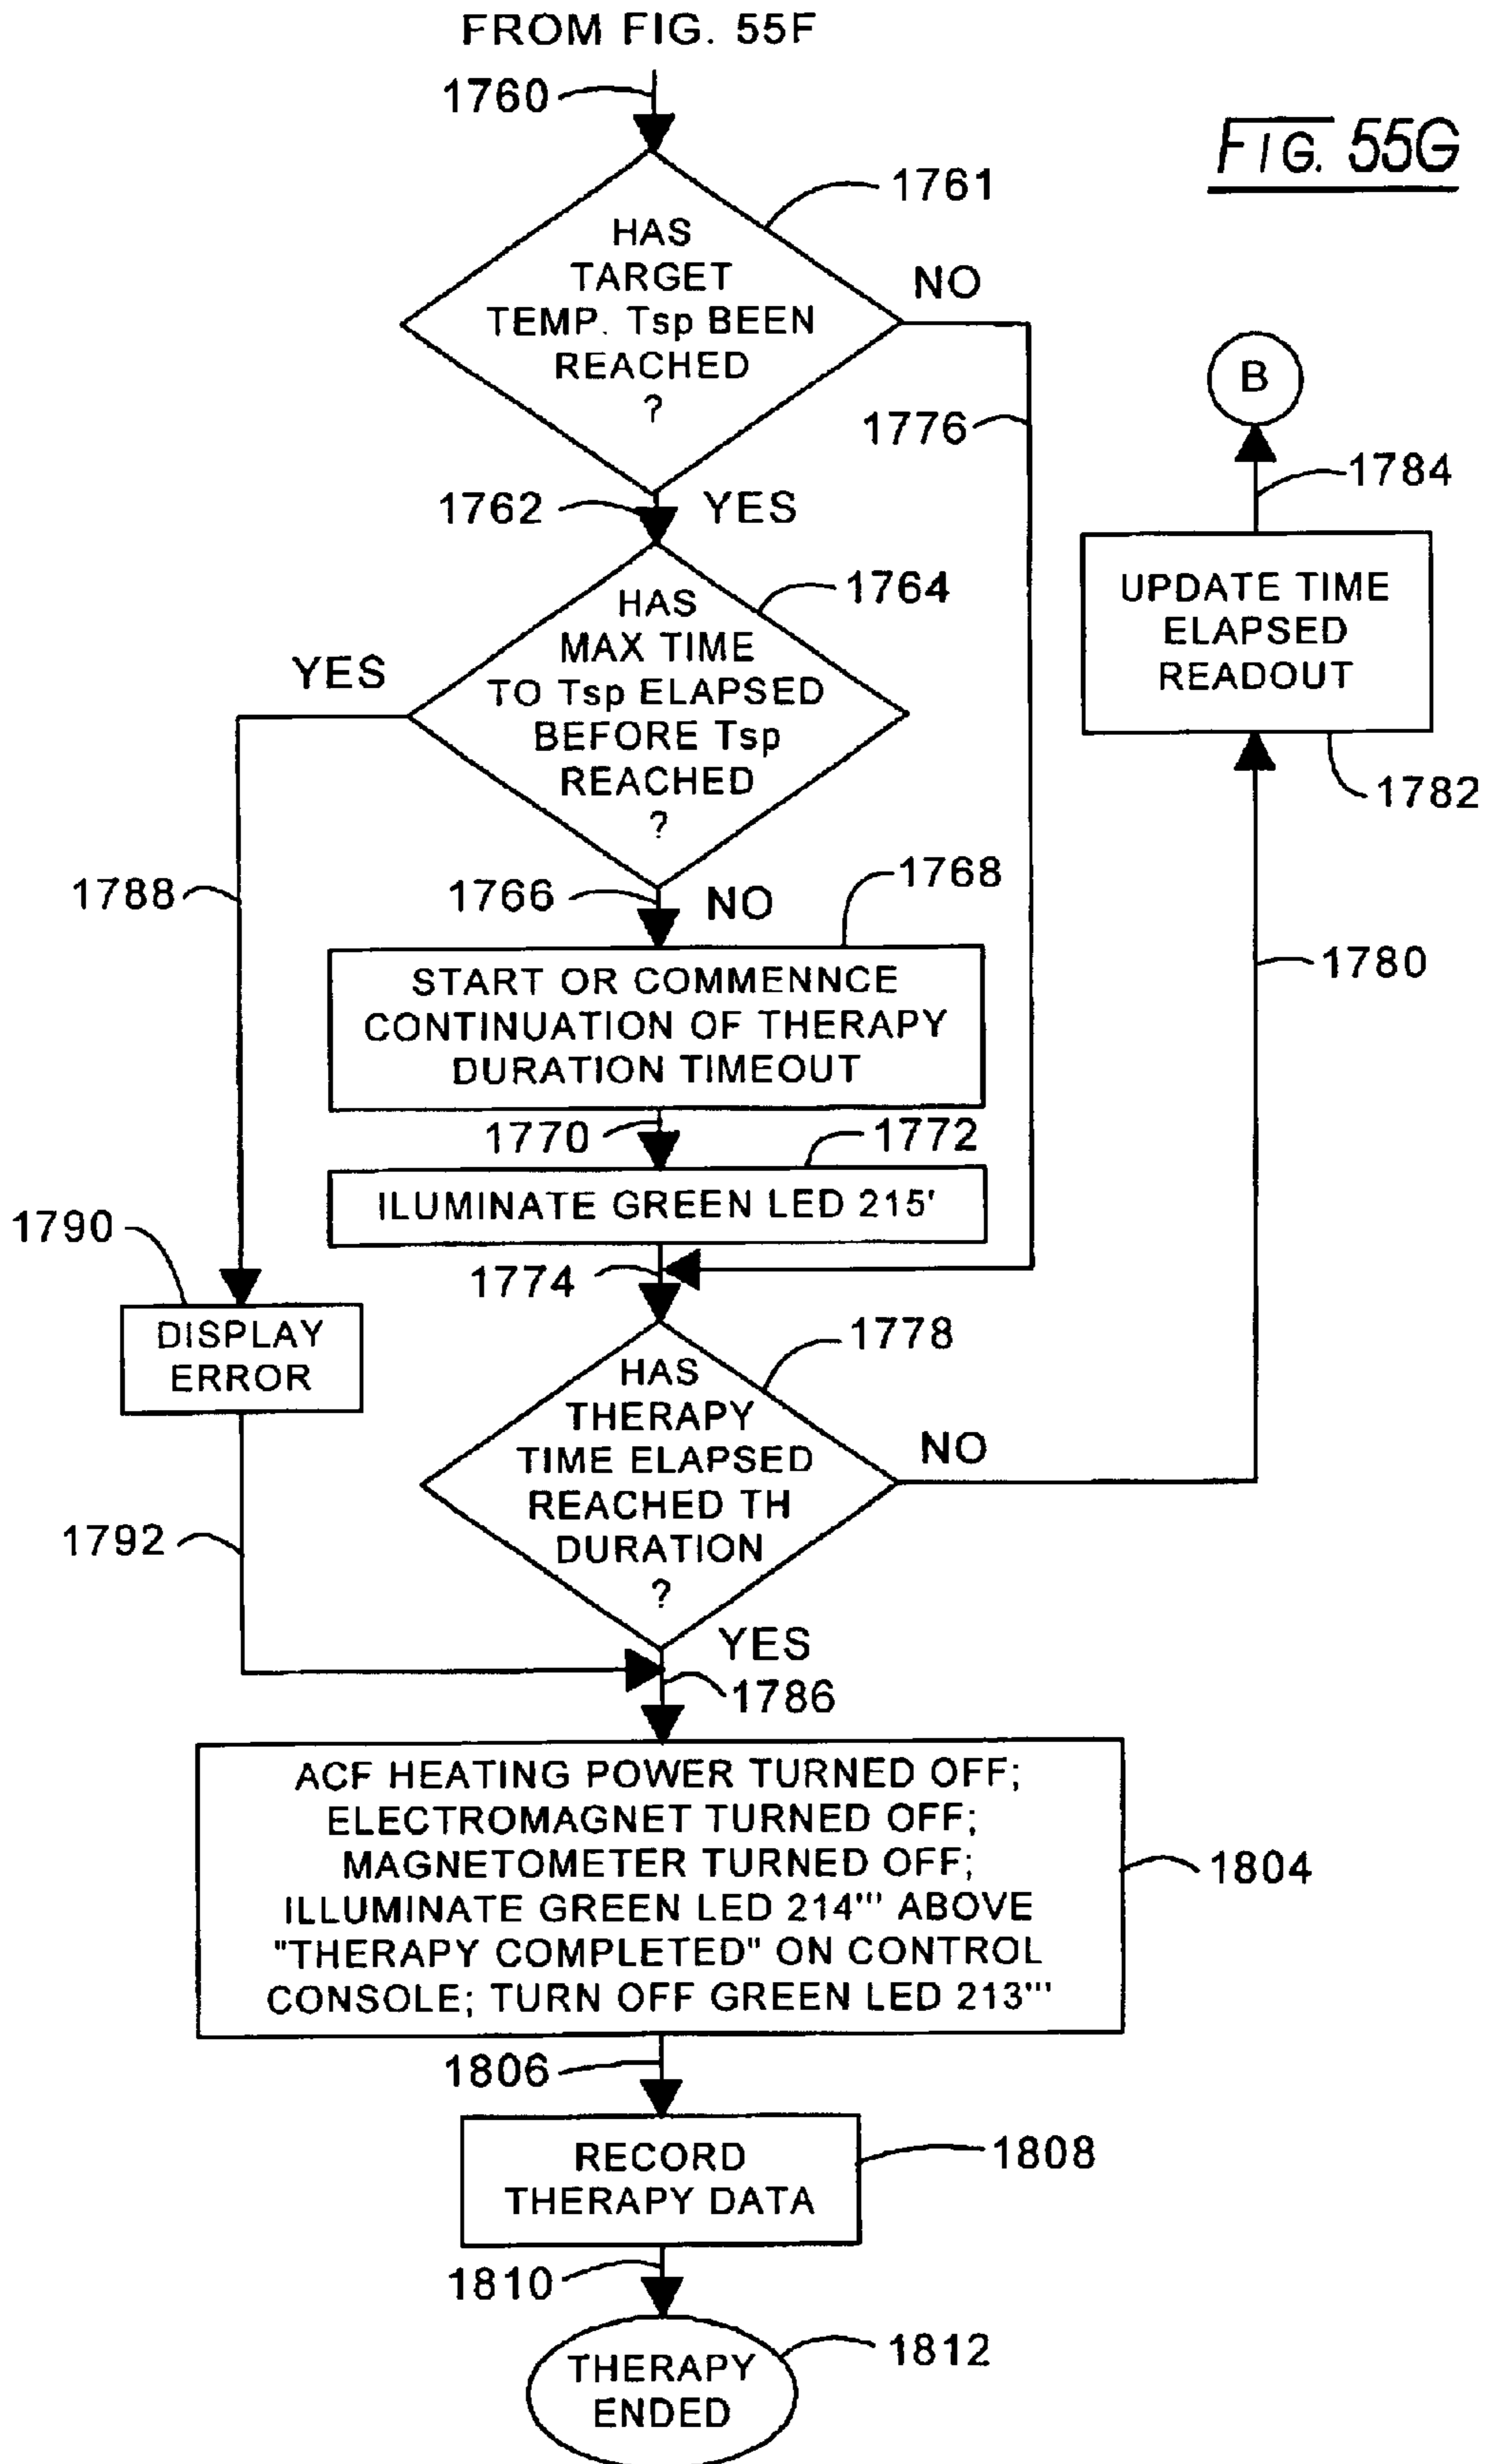 FROM FIG. 55F
1760
FIG. 55G
1761
HAS
TARGET
TEMP. Tsp BEEN
REACHED
?
NO
B
1776
1784
1762
YES
UPDATE TIME
ELAPSED
READOUT
1764
HAS
MAX TIME
TO Tsp ELAPSED
BEFORE Tsp
REACHED
?
YES
1782
1788
1766
NO
1768
1780
START OR COMMENNCE
CONTINUATION OF THERAPY
DURATION TIMEOUT
1770
1772
ILUMINATE GREEN LED 215'
1790
1774
DISPLAY
ERROR
1778
HAS
THERAPY
TIME ELAPSED
REACHED TH
DURATION
?
NO
1792
YES
1786
ACF HEATING POWER TURNED OFF;
ELECTROMAGNET TURNED OFF;
MAGNETOMETER TURNED OFF;
ILLUMINATE GREEN LED 214''' ABOVE
"THERAPY COMPLETED" ON CONTROL
CONSOLE; TURN OFF GREEN LED 213'''
1804
1806
RECORD
THERAPY DATA
1808
1810
THERAPY
ENDED
1812